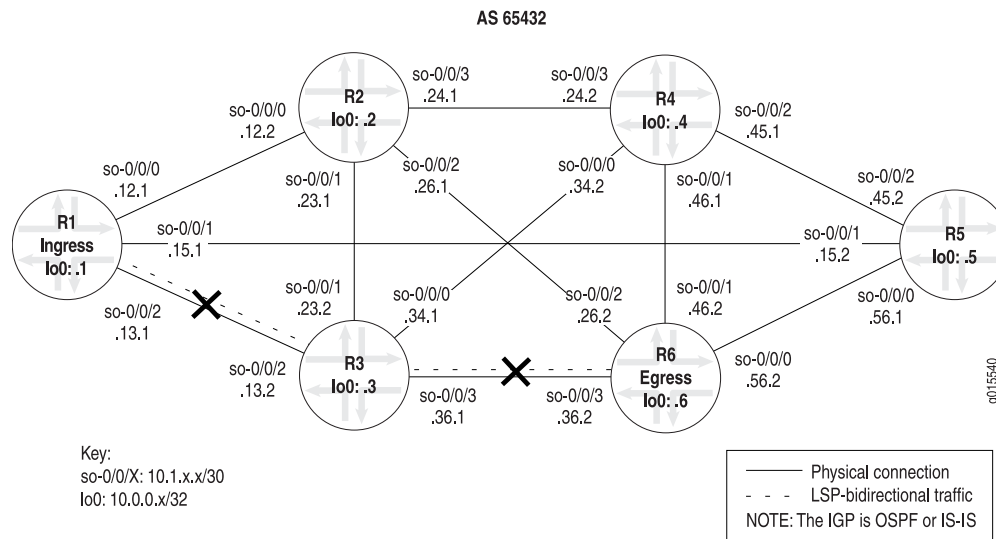 AS 65432
so-0/0/3
.24.1
so-0/0/3
.24.2
R2
lo0: .2
R4
lo0: .4
so-0/0/0
.12.2
so-0/0/2
.45.1
so-0/0/2
.26.1
so-0/0/0
.34.2
so-0/0/0
.12.1
so-0/0/1
.23.1
so-0/0/1
.46.1
so-0/0/2
.45.2
R1
Ingress
lo0: .1
so-0/0/1
.15.1
so-0/0/1
.15.2
R5
lo0: .5
so-0/0/1
.23.2
so-0/0/0
.34.1
so-0/0/2
.26.2
so-0/0/1
.46.2
so-0/0/0
.56.1
so-0/0/2
.13.1
so-0/0/2
.13.2
R3
lo0: .3
R6
Egress
lo0: .6
so-0/0/0
.56.2
so-0/0/3
.36.1
so-0/0/3
.36.2
g015540
Key:
so-0/0/X: 10.1.x.x/30
lo0: 10.0.0.x/32
Physical connection
LSP-bidirectional traffic
NOTE: The IGP is OSPF or IS-IS